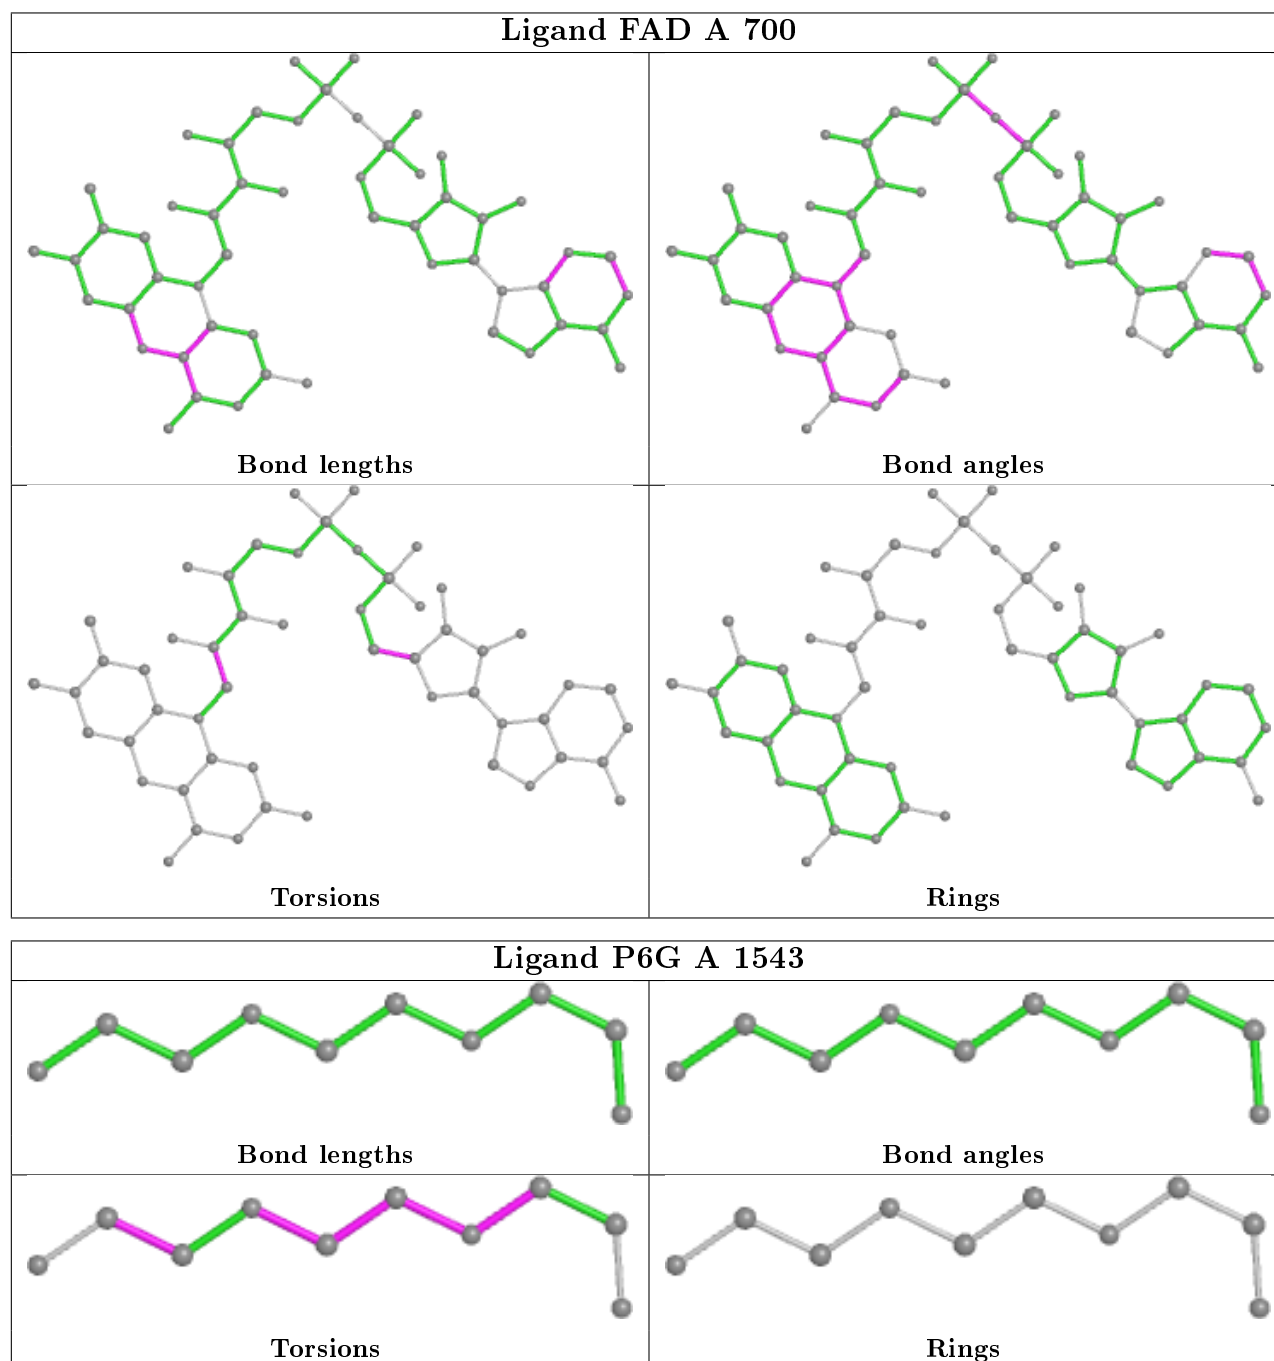 Ligand FAD A 700
Bond lengths
Bond angles
Torsions
Rings
Ligand P6G A 1543
Bond lengths
Bond angles
Torsions
Rings